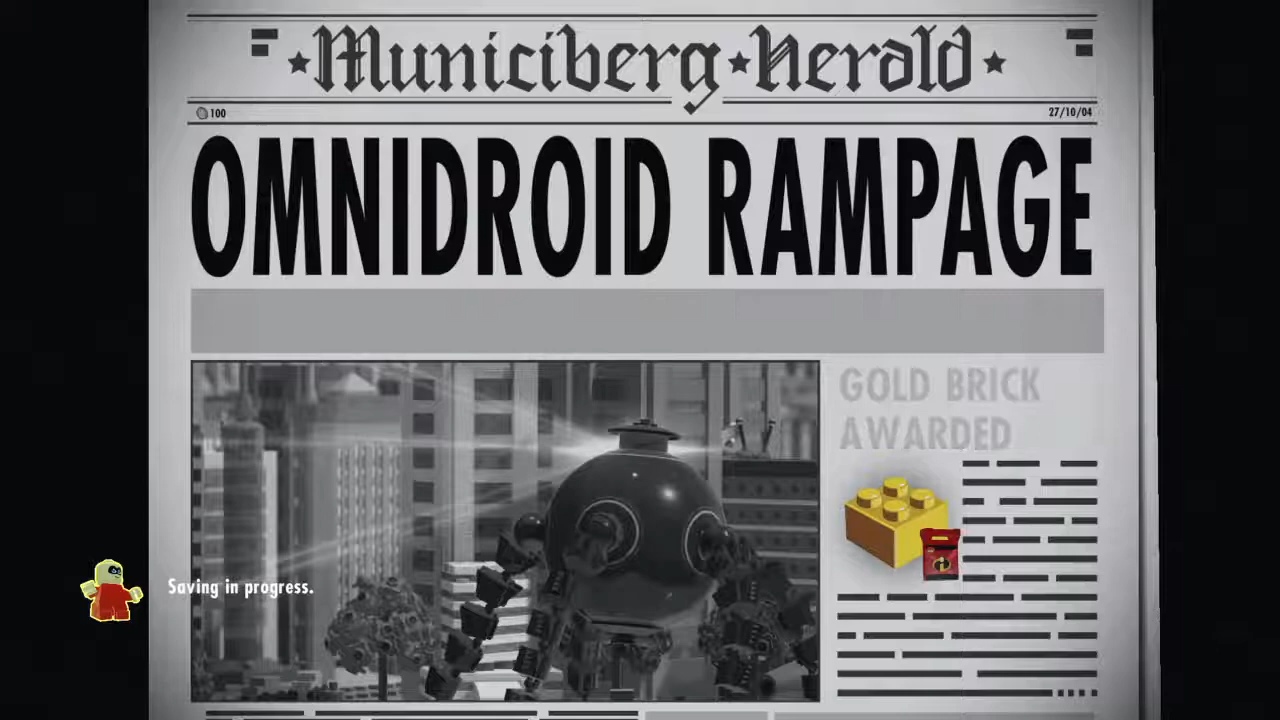 Municiberg Herald
100
27/10/04
OMNIDROID RAMPAGE
GOLD BRICK
AWARDED
Saving in progress.